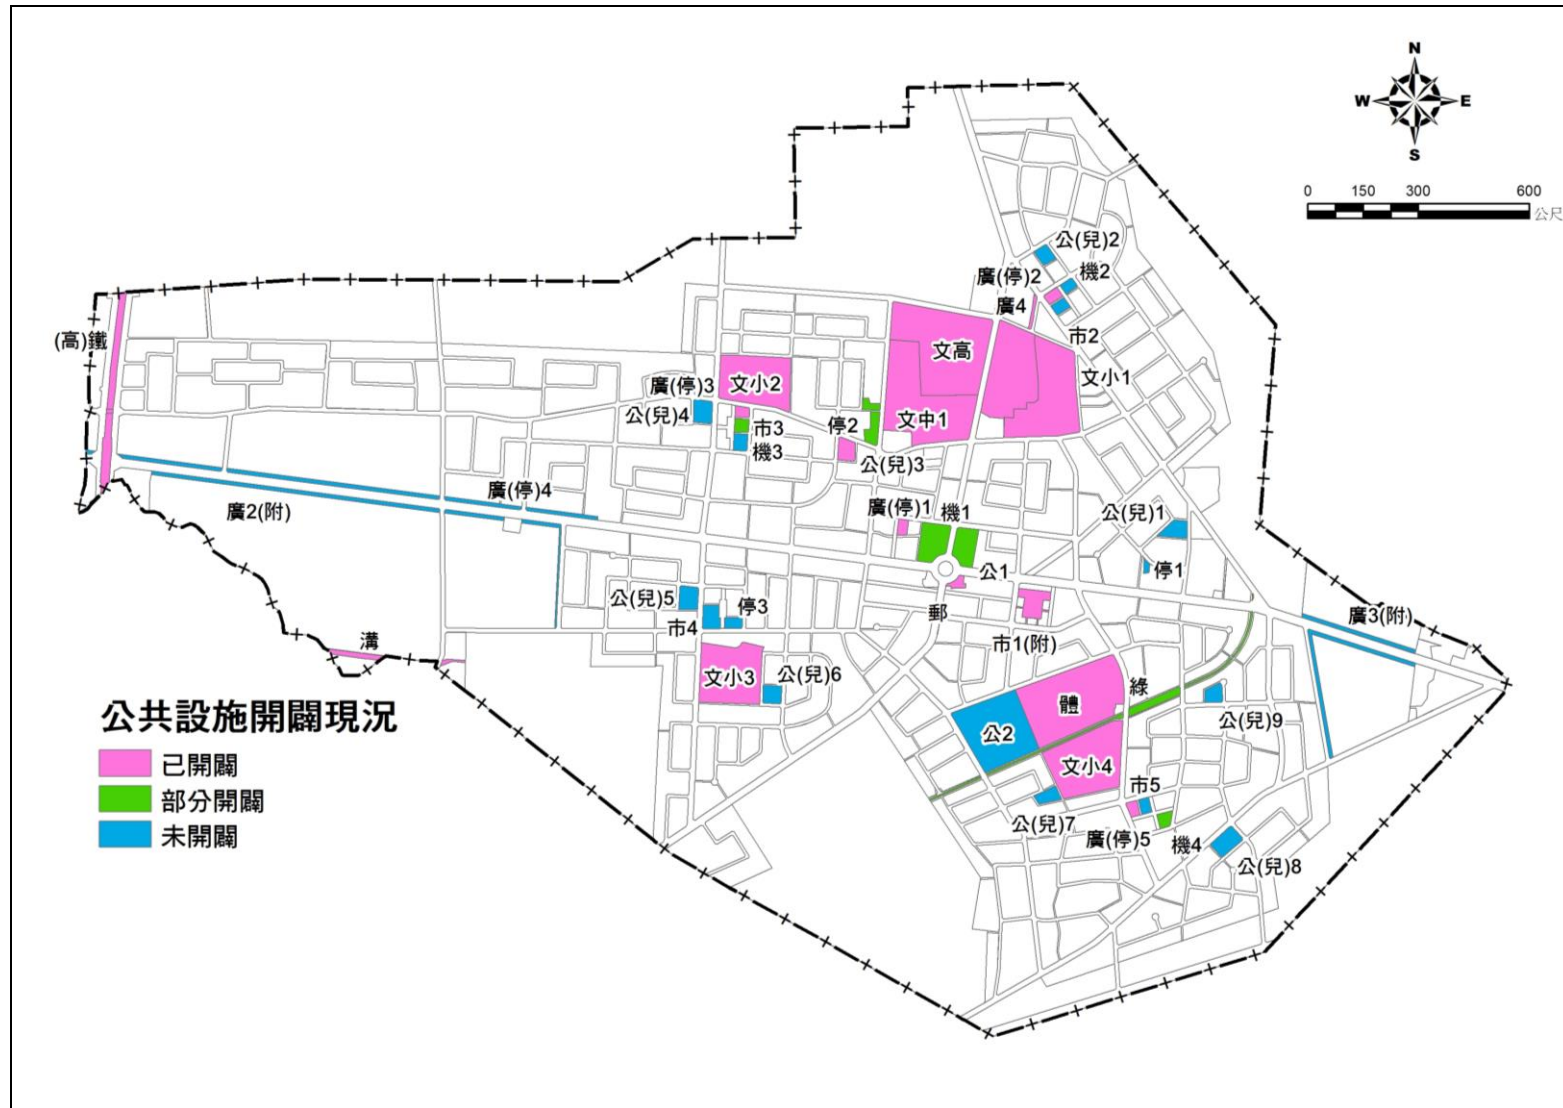 N
W E
S
0 150 300 600
公尺
公(兒)2
機2
廣(停)2
廣4
市2
(高)鐵
文高
文小1
廣(停)3
文小2
公(兒)4
市3
機3
停2
文中1
公(兒)3
廣(停)4
廣2(附)
廣(停)1
機1
公(兒)1
停1
公1
公(兒)5
停3
市4
郵
市1(附)
廣3(附)
溝
文小3
公(兒)6
體
綠
公2
公(兒)9
文小4
市5
公(兒)7
廣(停)5
機4
公(兒)8
公共設施開闢現況
已開闢
部分開闢
未開闢